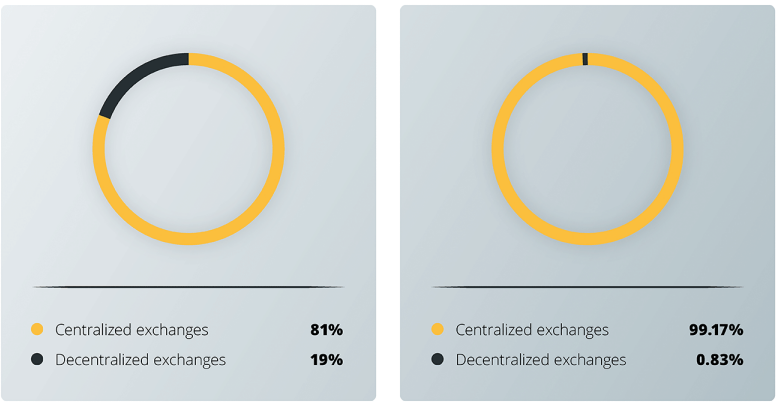 Centralized exchanges 81%
Decentralized exchanges 19%
Centralized exchanges 99.17%
Decentralized exchanges 0.83%